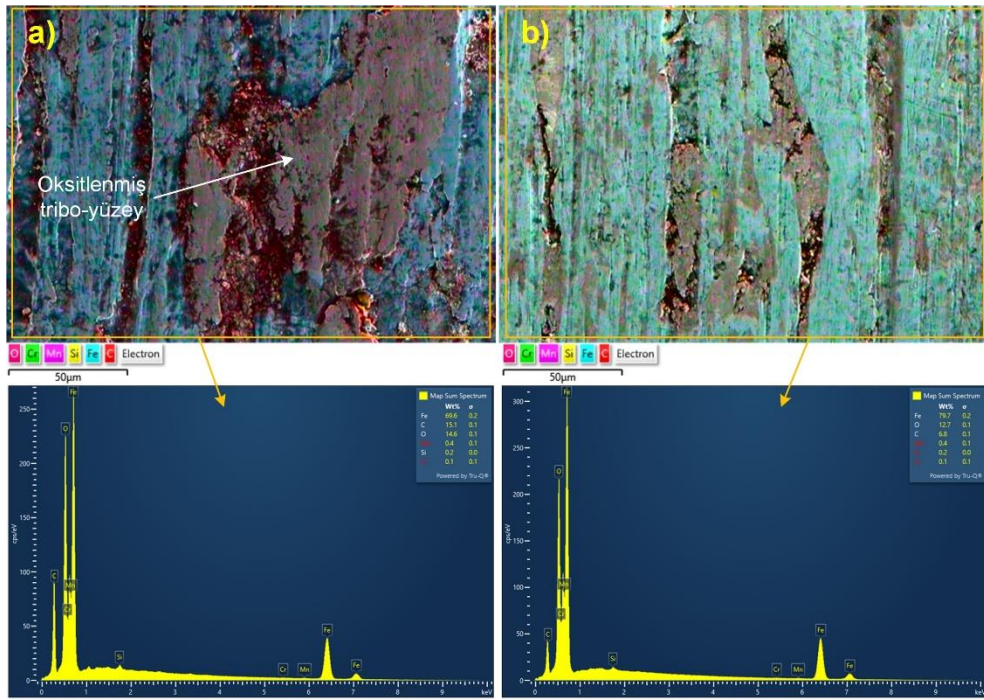 a)
Oksitlenmiş
tribo-yüzey
O Cr Mn Si Fe C Electron
50µm
b)
O Cr Mn Si Fe C Electron
50µm
Map Sum Spectrum
Wt% σ
Fe 69.6 0.2
C 15.1 0.1
O 14.6 0.1
0.4 0.1
Si 0.2 0.0
0.1 0.1
Powered by Tru-Q®
cps/eV
250
200
150
100
50
0
Fe
O
C
Mn
Cr
Si
Cr
Mn
Fe
Fe
0 1 2 3 4 5 6 7 8 9 keV
Map Sum Spectrum
Wt% σ
Fe 79.7 0.2
O 12.7 0.1
C 6.8 0.1
0.4 0.1
0.2 0.0
0.1 0.1
Powered by Tru-Q®
cps/eV
300
250
200
150
100
50
0
Fe
O
Mn
Cr
C
Si
Cr
Mn
Fe
Fe
0 1 2 3 4 5 6 7 8 9 keV